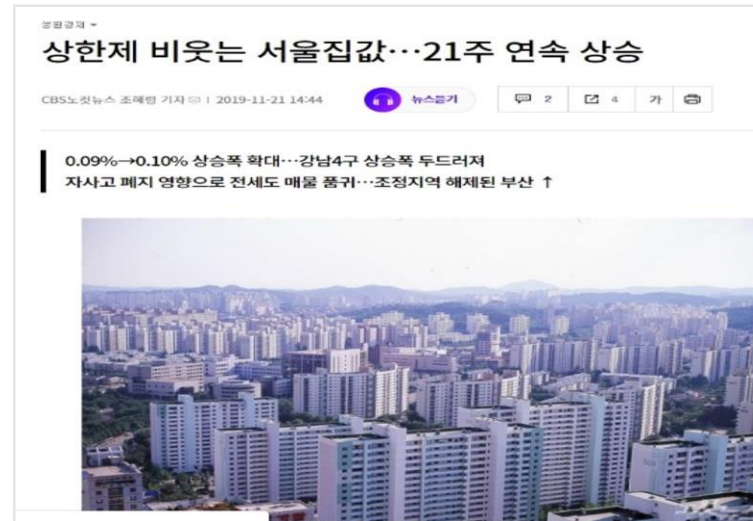 생활경제
상한제 비웃는 서울집값…21주 연속 상승
CBS노컷뉴스 조혜령 기자 | 2019-11-21 14:44
뉴스듣기
2
4
가
0.09%→0.10% 상승폭 확대…강남4구 상승폭 두드러져
자사고 폐지 영향으로 전세도 매물 품귀…조정지역 해제된 부산 ↑